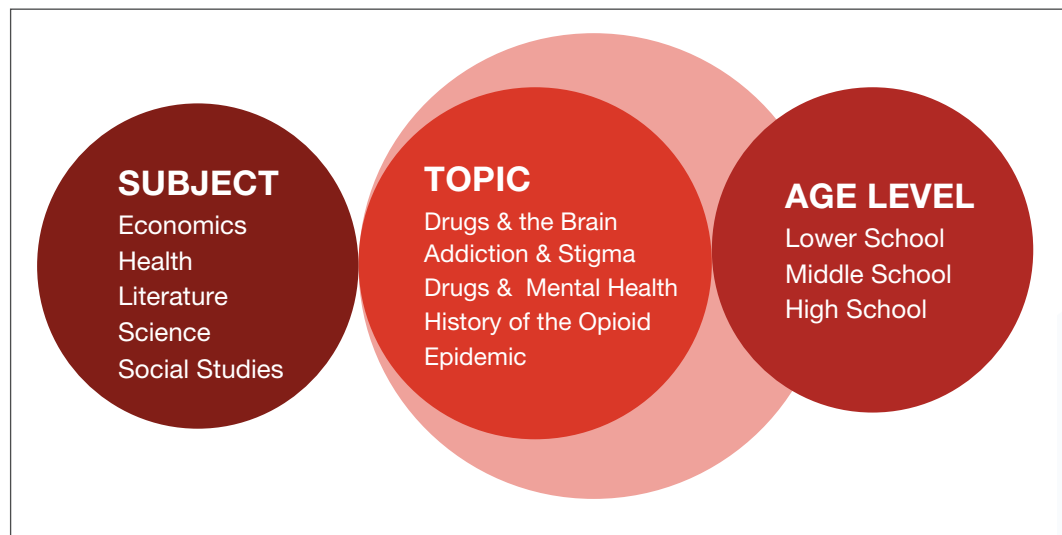 SUBJECT
Economics
Health
Literature
Science
Social Studies
TOPIC
Drugs & the Brain
Addiction & Stigma
Drugs & Mental Health
History of the Opioid
Epidemic
AGE LEVEL
Lower School
Middle School
High School